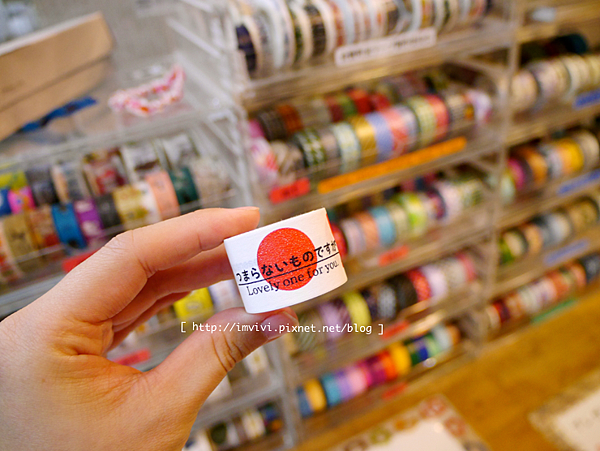 つまらないものですが
Lovely one for you.
[ http://imvivi.pixnet.net/blog ]